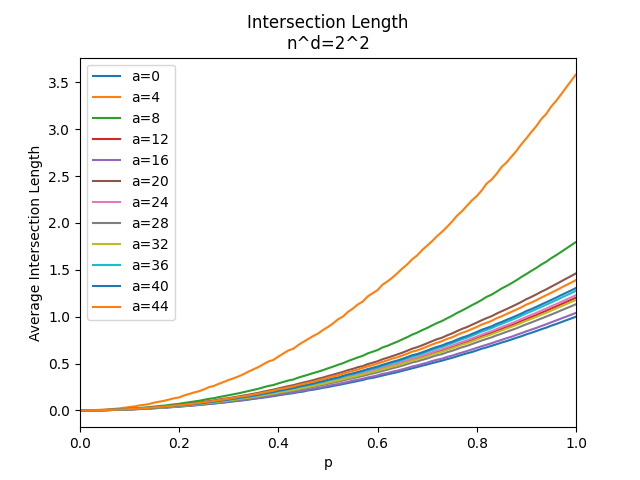 Intersection Length
n^d=2^2
Average Intersection Length
3.5
3.0
2.5
2.0
1.5
1.0
0.5
0.0
a=0
a=4
a=8
a=12
a=16
a=20
a=24
a=28
a=32
a=36
a=40
a=44
0.0 0.2 0.4 0.6 0.8 1.0
p